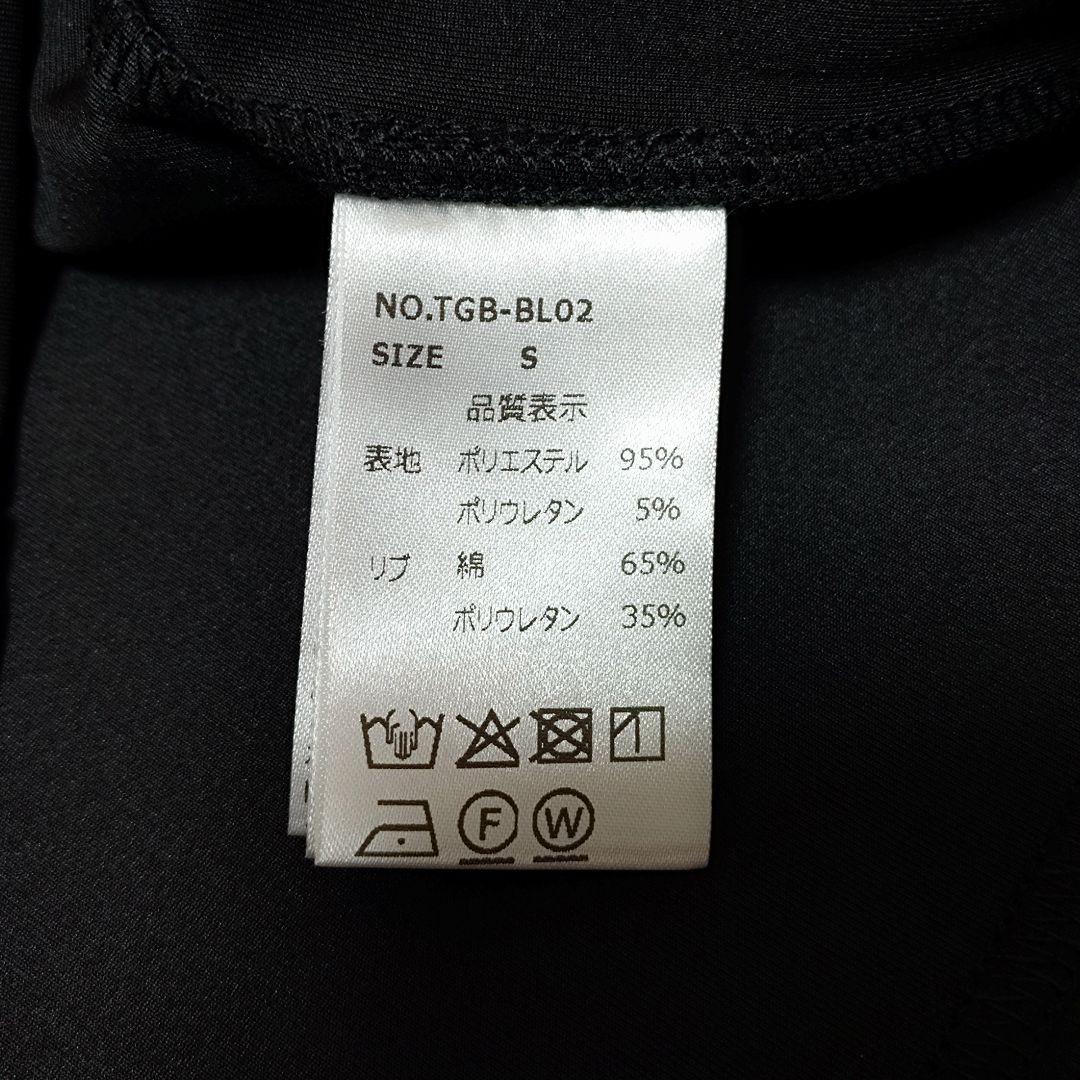 NO.TGB-BL02
SIZE S
品質表示
表地 ポリエステル 95%
ポリウレタン 5%
リブ 綿 65%
ポリウレタン 35%
F W